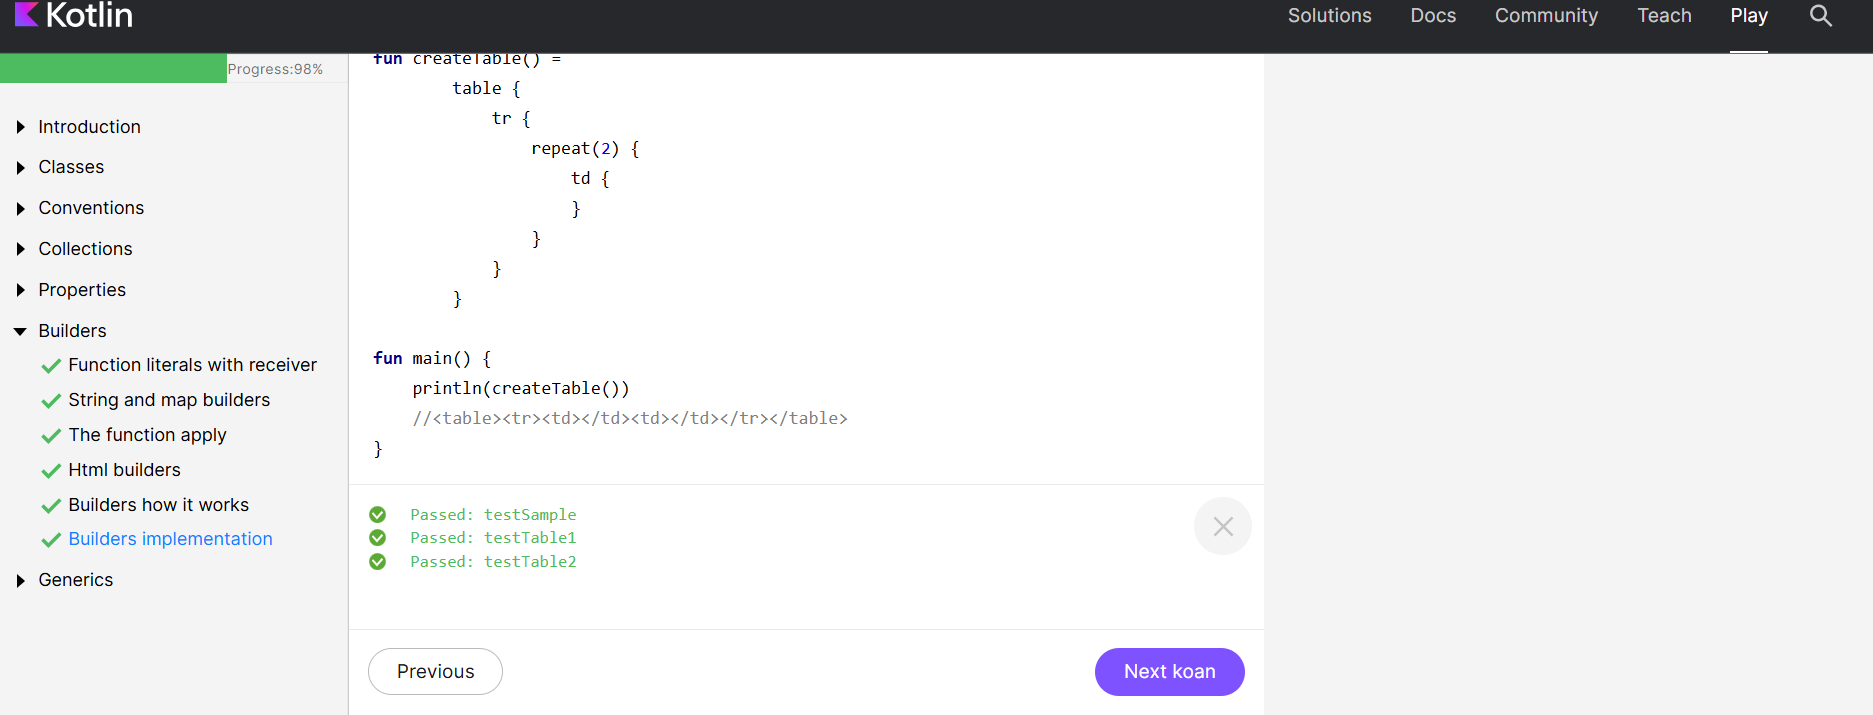 Kotlin
Solutions
Docs
Community
Teach
Play
Progress:98%
Introduction
Classes
Conventions
Collections
Properties
Builders
Function literals with receiver
String and map builders
The function apply
Html builders
Builders how it works
Builders implementation
Generics
fun createTable() =
        table {
            tr {
                repeat(2) {
                    td {
                    }
                }
            }
        }
fun main() {
    println(createTable())
    //<table><tr><td></td><td></td></tr></table>
}
Passed: testSample
Passed: testTable1
Passed: testTable2
Previous
Next koan